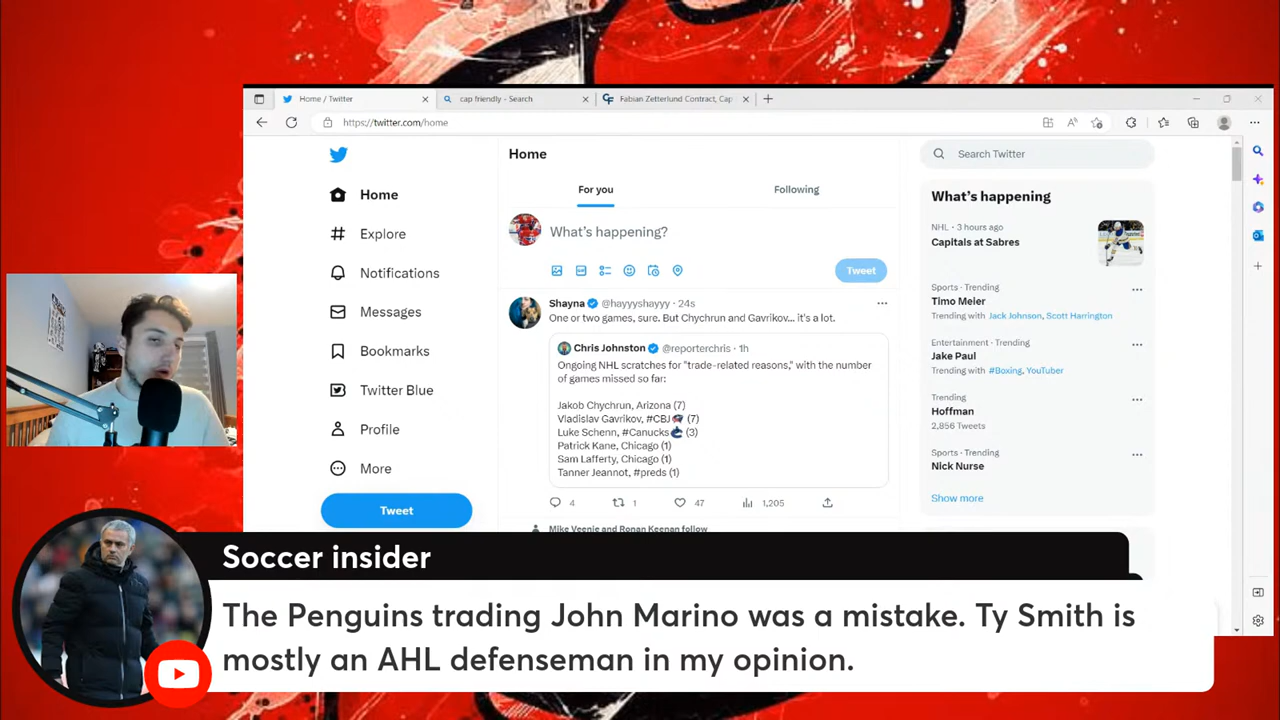 Home / Twitter
cap friendly - Search
Fabian Zetterlund Contract, Cap
https://twitter.com/home
Home
Search Twitter
For you
Following
Home
Explore
Notifications
Messages
Bookmarks
Twitter Blue
Profile
More
Tweet
What's happening?
Tweet
Shayna @hayyyshayyy · 24s
One or two games, sure. But Chychrun and Gavrikov... it's a lot.
Chris Johnston @reporterchris · 1h
Ongoing NHL scratches for "trade-related reasons," with the number
of games missed so far:
Jakob Chychrun, Arizona (7)
Vladislav Gavrikov, #CBJ (7)
Luke Schenn, #Canucks (3)
Patrick Kane, Chicago (1)
Sam Lafferty, Chicago (1)
Tanner Jeannot, #preds (1)
4
1
47
1,205
Mike Veenie and Ronan Keenan follow
What's happening
NHL · 3 hours ago
Capitals at Sabres
Sports · Trending
Timo Meier
Trending with Jack Johnson, Scott Harrington
Entertainment · Trending
Jake Paul
Trending with #Boxing, YouTube
Trending
Hoffman
2,856 Tweets
Sports · Trending
Nick Nurse
Show more
Soccer insider
The Penguins trading John Marino was a mistake. Ty Smith is
mostly an AHL defenseman in my opinion.